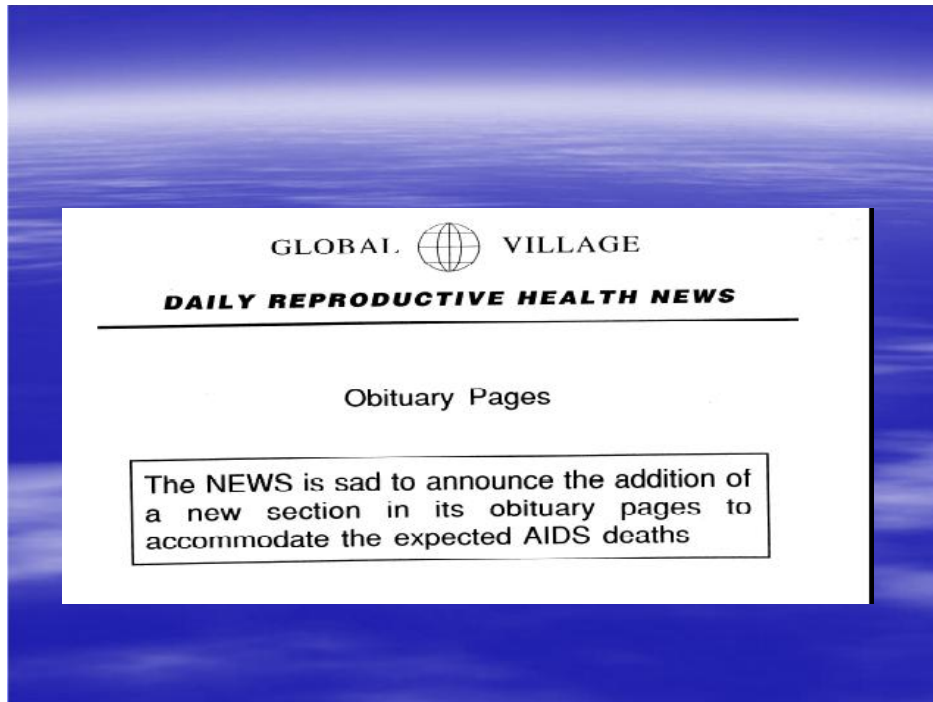 GLOBAL VILLAGE
DAILY REPRODUCTIVE HEALTH NEWS
Obituary Pages
The NEWS is sad to announce the addition of
a new section in its obituary pages to
accommodate the expected AIDS deaths